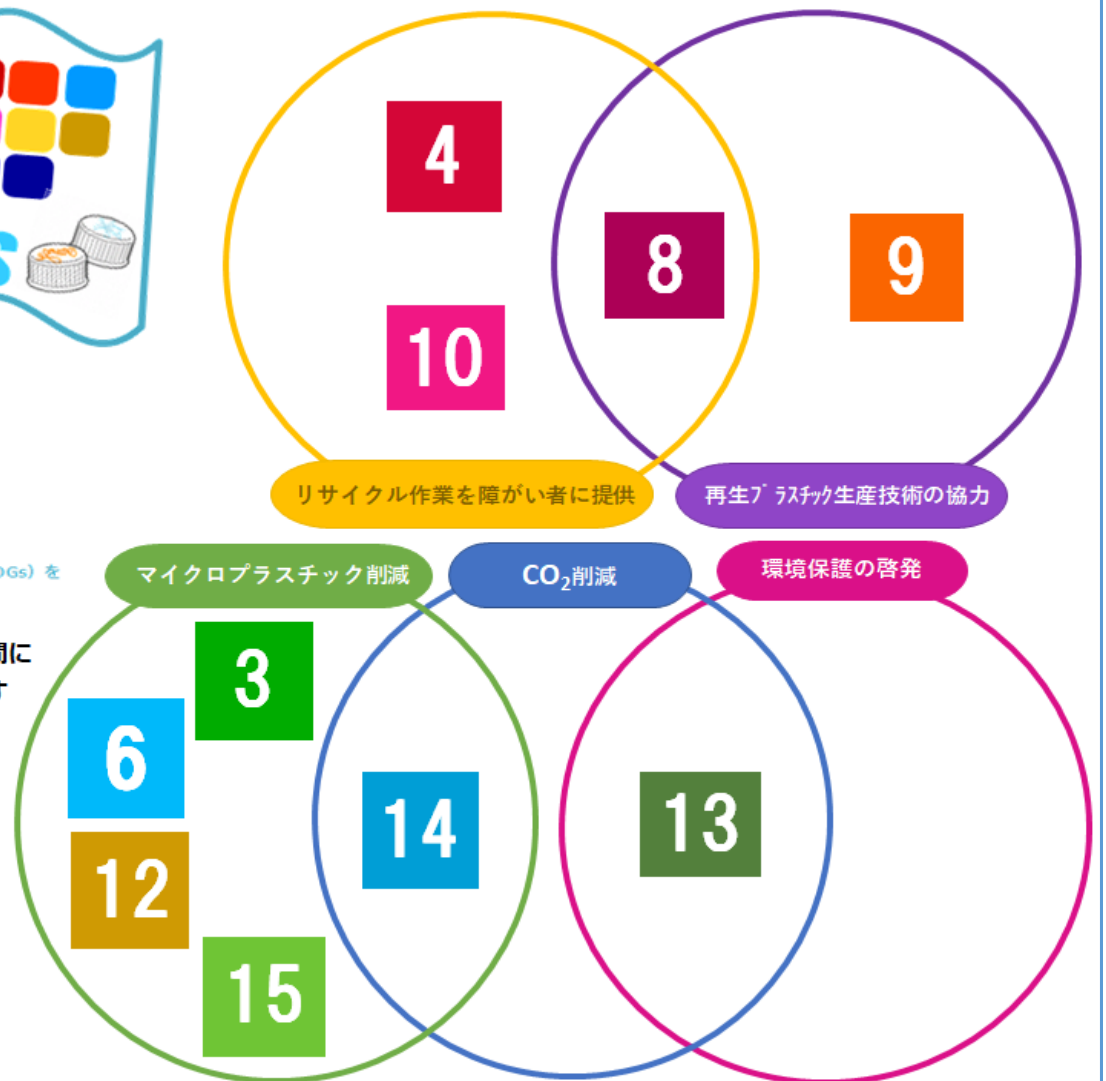 4
8
9
10
リサイクル作業を障がい者に提供
再生プラスチック生産技術の協力
マイクロプラスチック削減
CO₂削減
環境保護の啓発
を
に
3
6
14
13
12
15